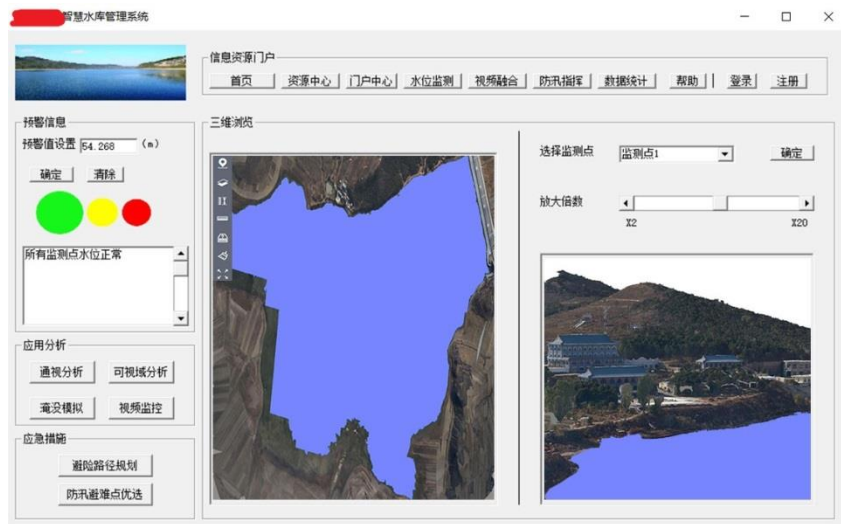 智慧水库管理系统
信息资源门户
首页 资源中心 门户中心 水位监测 视频融合 防汛指挥 数据统计 帮助 登录 注册
预警信息
预警值设置 54.268 (m)
确定 清除
所有监测点水位正常
应用分析
通视分析 可视域分析
淹没模拟 视频监控
应急措施
避险路径规划
防汛避难点优选
三维浏览
选择监测点 监测点1 确定
放大倍数
X2 X20